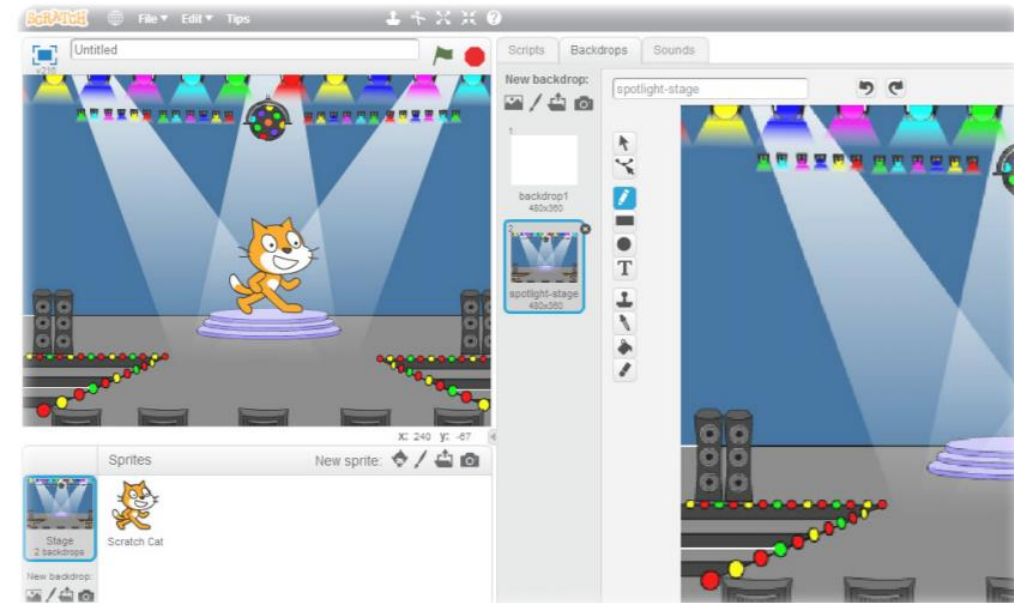 SCRATCH File▼ Edit▼ Tips
Untitled
v216
Scripts Backdrops Sounds
New backdrop:
spotlight-stage
1
backdrop1
480x360
2
spotlight-stage
480x360
T
X: 240 y: -67
Sprites New sprite:
Stage
2 backdrops
Scratch Cat
New backdrop: